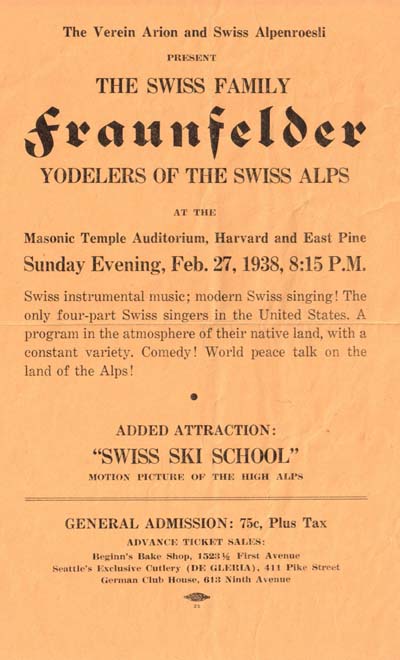 The Verein Arion and Swiss Alpenroesli
PRESENT
THE SWISS FAMILY
Fraunfelder
YODELERS OF THE SWISS ALPS
AT THE
Masonic Temple Auditorium, Harvard and East Pine
Sunday Evening, Feb. 27, 1938, 8:15 P.M.
Swiss instrumental music; modern Swiss singing! The
only four-part Swiss singers in the United States. A
program in the atmosphere of their native land, with a
constant variety. Comedy! World peace talk on the
land of the Alps!
ADDED ATTRACTION:
"SWISS SKI SCHOOL"
MOTION PICTURE OF THE HIGH ALPS
GENERAL ADMISSION: 75c, Plus Tax
ADVANCE TICKET SALES:
Beginn's Bake Shop, 1523½ First Avenue
Seattle's Exclusive Cutlery (DE GLERIA), 411 Pike Street
German Club House, 613 Ninth Avenue